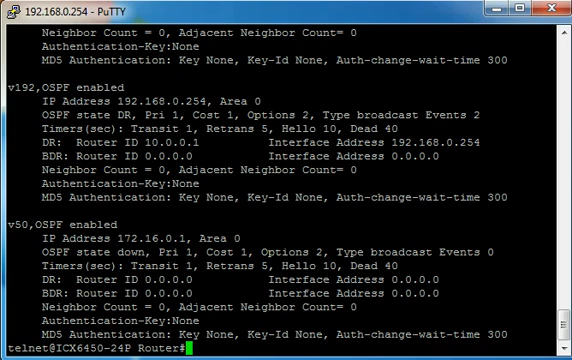 192.168.0.254 - PuTTY
Neighbor Count = 0, Adjacent Neighbor Count= 0
Authentication-Key:None
MD5 Authentication: Key None, Key-Id None, Auth-change-wait-time 300
v192,OSPF enabled
IP Address 192.168.0.254, Area 0
OSPF state DR, Pri 1, Cost 1, Options 2, Type broadcast Events 2
Timers(sec): Transit 1, Retrans 5, Hello 10, Dead 40
DR: Router ID 10.0.0.1 Interface Address 192.168.0.254
BDR: Router ID 0.0.0.0 Interface Address 0.0.0.0
Neighbor Count = 0, Adjacent Neighbor Count= 0
Authentication-Key:None
MD5 Authentication: Key None, Key-Id None, Auth-change-wait-time 300
v50,OSPF enabled
IP Address 172.16.0.1, Area 0
OSPF state down, Pri 1, Cost 1, Options 2, Type broadcast Events 0
Timers(sec): Transit 1, Retrans 5, Hello 10, Dead 40
DR: Router ID 0.0.0.0 Interface Address 0.0.0.0
BDR: Router ID 0.0.0.0 Interface Address 0.0.0.0
Neighbor Count = 0, Adjacent Neighbor Count= 0
Authentication-Key:None
MD5 Authentication: Key None, Key-Id None, Auth-change-wait-time 300
telnet@ICX6450-24P Router#